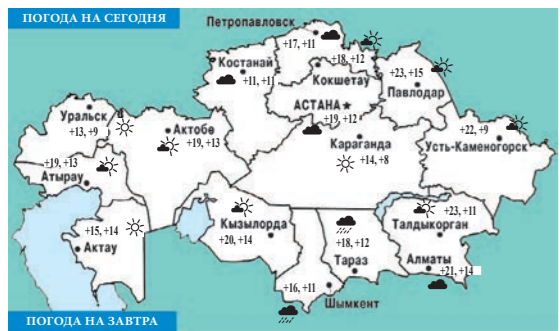 ПОГОДА НА СЕГОДНЯ
Петропавловск
+17, +11
+18, +12
Костанай
+11, +11
Кокшетау
+23, +15
Павлодар
АСТАНА
+19, +12
Уральск
+13, +9
Актобе
+19, +13
Караганда
+14, +8
+22, +9
Усть-Каменогорск
+19, +13
Атырау
+15, +14
Актау
Кызылорда
+20, +14
+18, +12
Тараз
+23, +11
Талдыкорган
Алматы
+21, +14
+16, +11
Шымкент
ПОГОДА НА ЗАВТРА